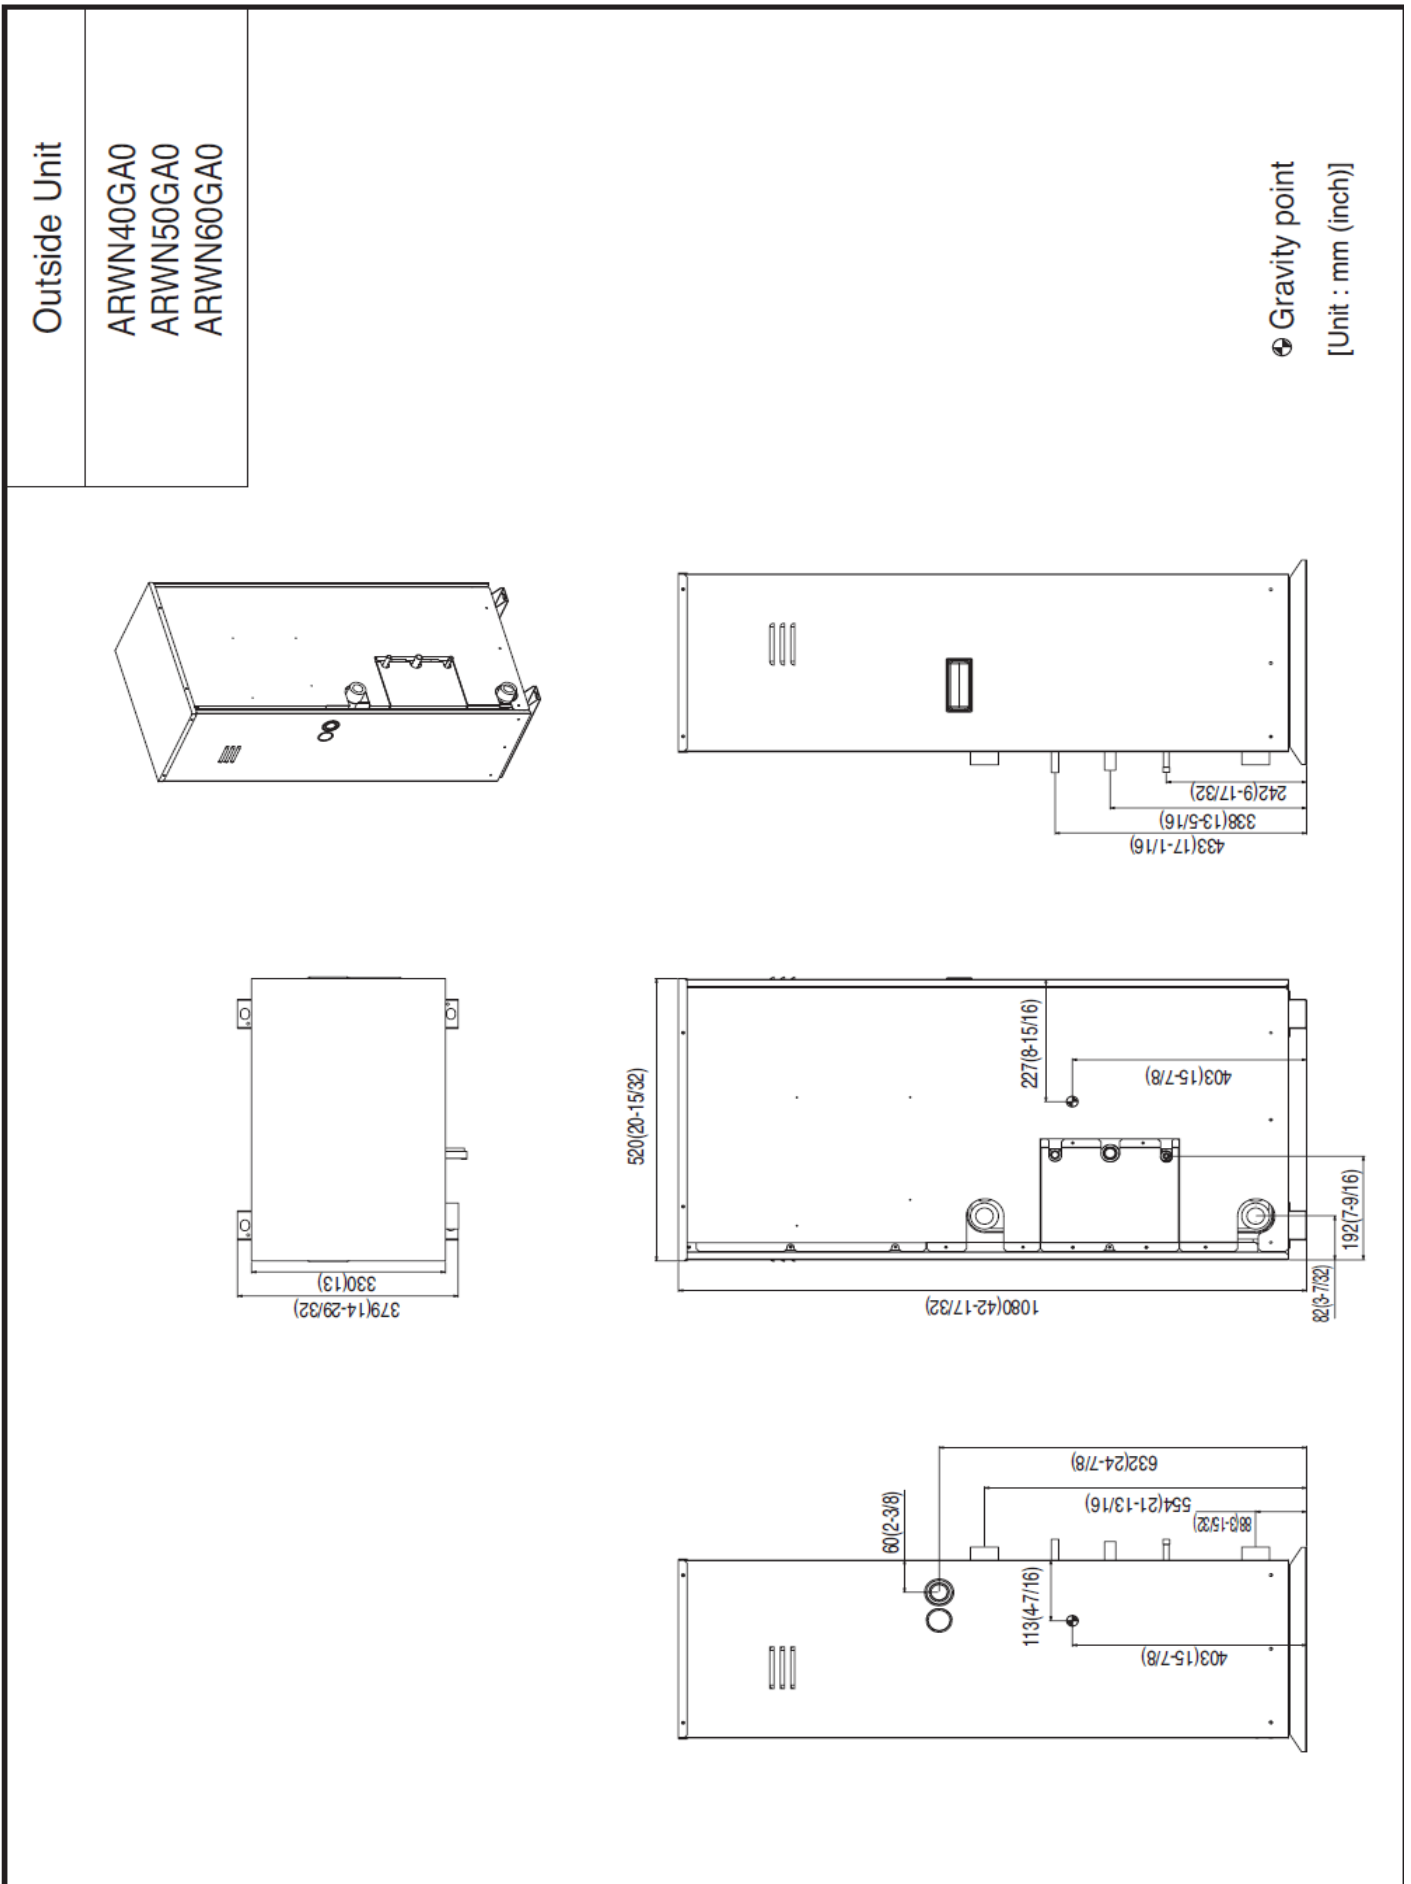 Outside Unit
ARWN40GA0
ARWN50GA0
ARWN60GA0
330(13)
379(14-29/32)
60(2-3/8)
632(24-7/8)
554(21-13/16)
88(3-15/32)
113(4-7/16)
403(15-7/8)
520(20-15/32)
227(8-15/16)
403(15-7/8)
1080(42-17/32)
192(7-9/16)
82(3-7/32)
242(9-17/32)
338(13-5/16)
433(17-1/16)
Gravity point
[Unit : mm (inch)]